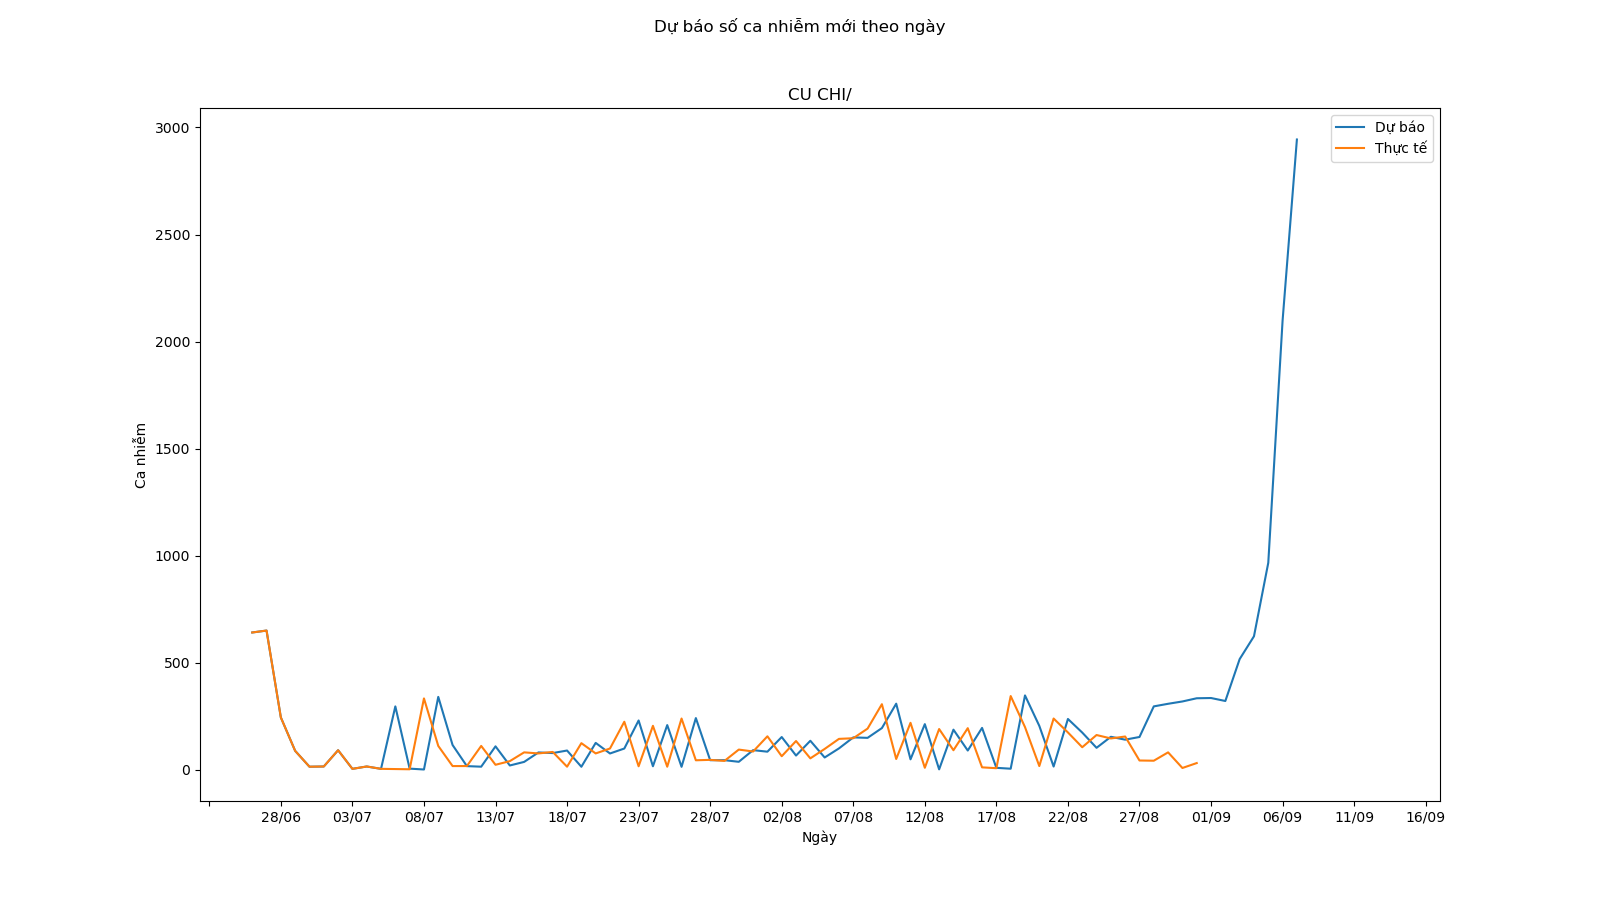 Dự báo số ca nhiễm mới theo ngày
CU CHI/
Dự báo
Thực tế
3000
2500
2000
1500
1000
500
0
Ca nhiễm
28/06 03/07 08/07 13/07 18/07 23/07 28/07 02/08 07/08 12/08 17/08 22/08 27/08 01/09 06/09 11/09 16/09
Ngày